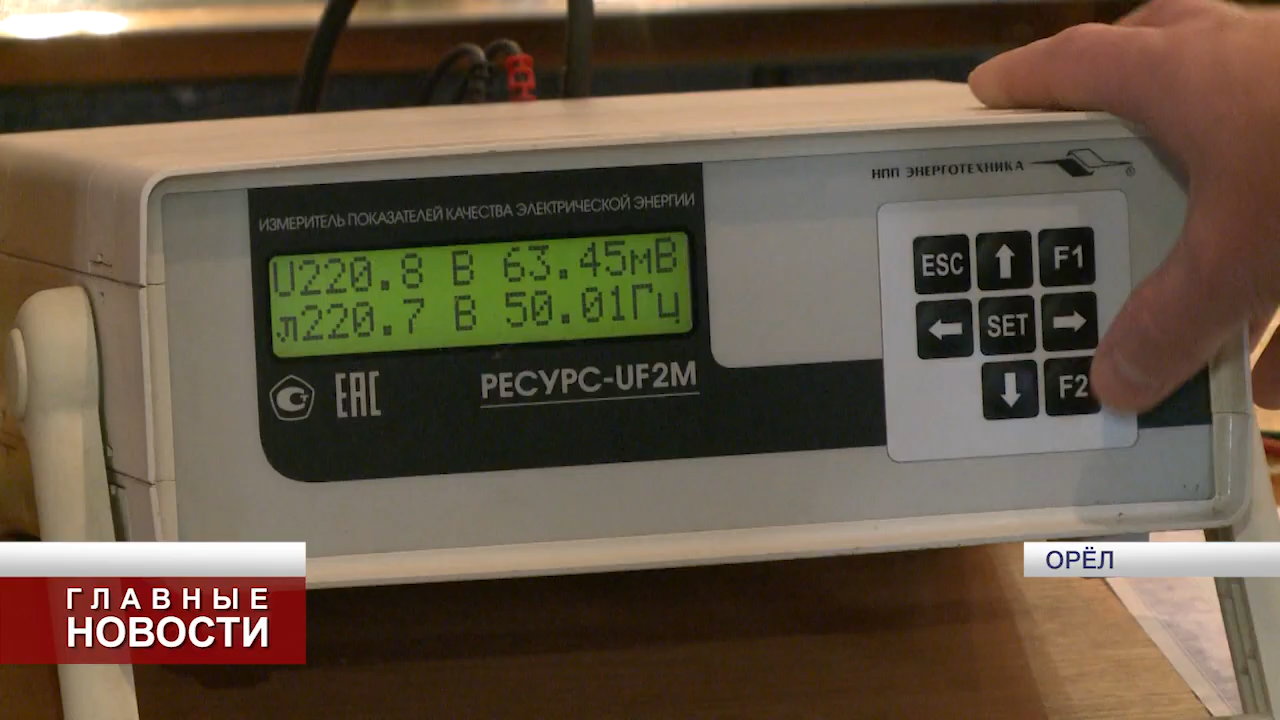 НПП ЭНЕРГОТЕХНИКА
ИЗМЕРИТЕЛЬ ПОКАЗАТЕЛЕЙ КАЧЕСТВА ЭЛЕКТРИЧЕСКОЙ ЭНЕРГИИ
U220.8 В 63.45мВ
л220.7 В 50.01Гц
EAC
РЕСУРС-UF2M
ESC
F1
SET
F2
ОРЁЛ
ГЛАВНЫЕ
НОВОСТИ